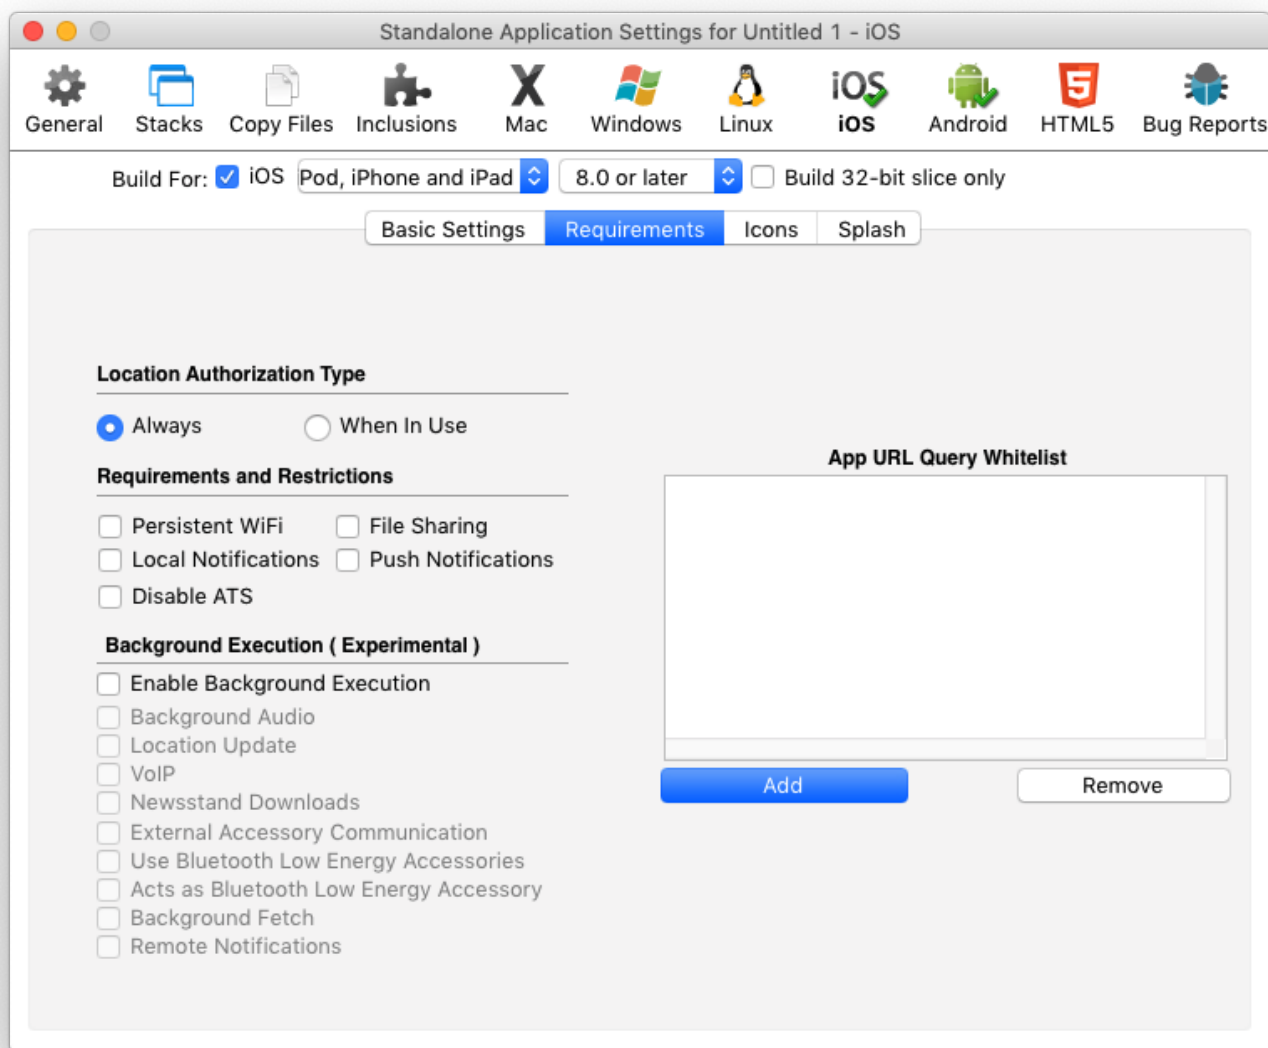 Standalone Application Settings for Untitled 1 - iOS
iOS 5
General Stacks Copy Files Inclusions Mac Windows Linux iOS Android HTML5 Bug Reports
Build For: iOS Pod, iPhone and iPad 8.0 or later Build 32-bit slice only
Basic Settings Requirements Icons Splash
Location Authorization Type
Always When In Use
App URL Query Whitelist
Requirements and Restrictions
Persistent WiFi File Sharing
Local Notifications Push Notifications
Disable ATS
Background Execution ( Experimental )
Enable Background Execution
Background Audio
Location Update
VoIP
Add Remove
Newsstand Downloads
External Accessory Communication
Use Bluetooth Low Energy Accessories
Acts as Bluetooth Low Energy Accessory
Background Fetch
Remote Notifications